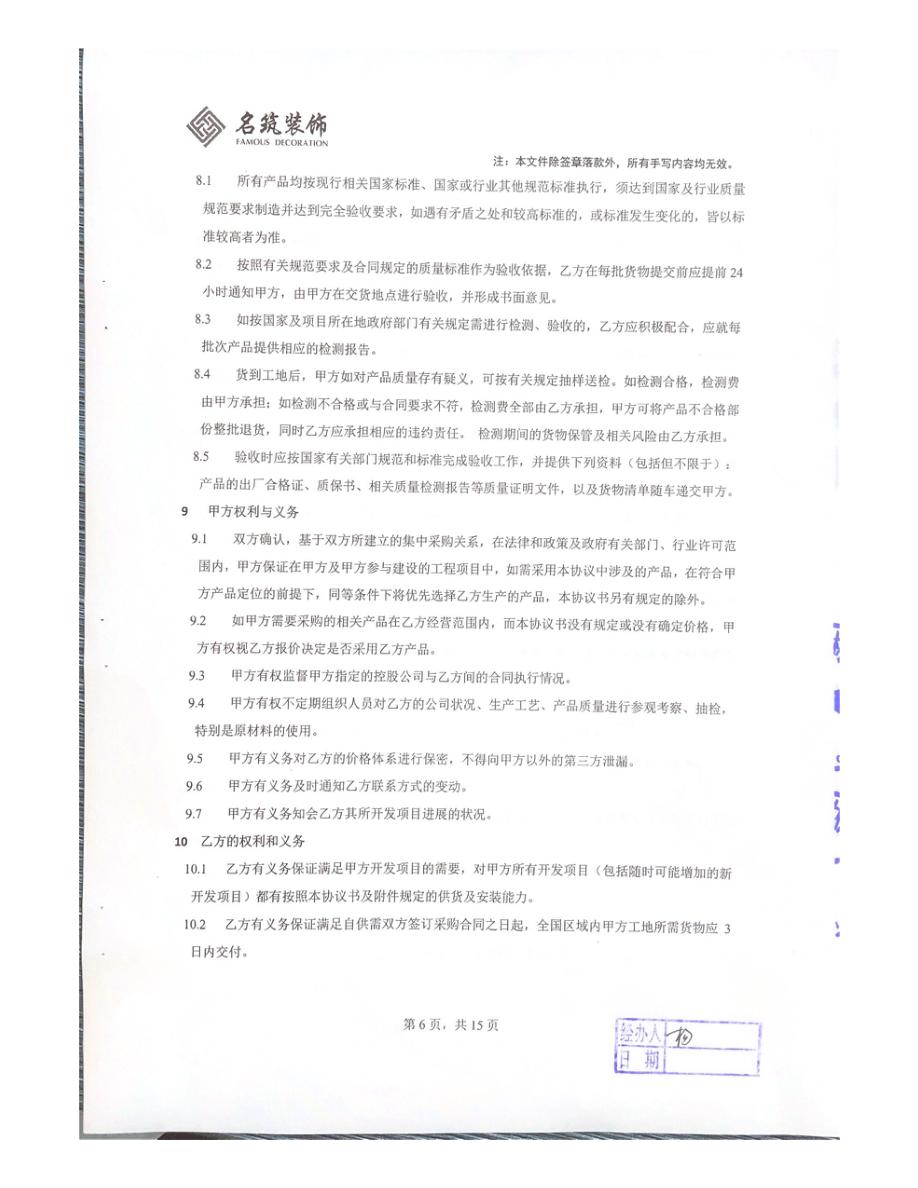 名筑装饰
FAMOUS DECORATION
注：本文件除签章落款外，所有手写内容均无效。
8.1 所有产品均按现行相关国家标准、国家或行业其他规范标准执行，须达到国家及行业质量
规范要求制造并达到完全验收要求，如遇有矛盾之处和较高标准的，或标准发生变化的，皆以标
准较高者为准。
8.2 按照有关规范要求及合同规定的质量标准作为验收依据，乙方在每批货物提交前应提前 24
小时通知甲方，由甲方在交货地点进行验收，并形成书面意见。
8.3 如按国家及项目所在地政府部门有关规定需进行检测、验收的，乙方应积极配合，应就每
批次产品提供相应的检测报告。
8.4 货到工地后，甲方如对产品质量存有疑义，可按有关规定抽样送检。如检测合格，检测费
由甲方承担；如检测不合格或与合同要求不符，检测费全部由乙方承担，甲方可将产品不合格部
份整批退货，同时乙方应承担相应的违约责任。 检测期间的货物保管及相关风险由乙方承担。
8.5 验收时应按国家有关部门规范和标准完成验收工作，并提供下列资料（包括但不限于）：
产品的出厂合格证、质保书、相关质量检测报告等质量证明文件，以及货物清单随车递交甲方。
9 甲方权利与义务
9.1 双方确认，基于双方所建立的集中采购关系，在法律和政策及政府有关部门、行业许可范
围内，甲方保证在甲方及甲方参与建设的工程项目中，如需采用本协议中涉及的产品，在符合甲
方产品定位的前提下，同等条件下将优先选择乙方生产的产品，本协议书另有规定的除外。
9.2 如甲方需要采购的相关产品在乙方经营范围内，而本协议书没有规定或没有确定价格，甲
方有权视乙方报价决定是否采用乙方产品。
9.3 甲方有权监督甲方指定的控股公司与乙方间的合同执行情况。
9.4 甲方有权不定期组织人员对乙方的公司状况、生产工艺、产品质量进行参观考察、抽检，
特别是原材料的使用。
9.5 甲方有义务对乙方的价格体系进行保密，不得向甲方以外的第三方泄漏。
9.6 甲方有义务及时通知乙方联系方式的变动。
9.7 甲方有义务知会乙方其所开发项目进展的状况。
10 乙方的权利和义务
10.1 乙方有义务保证满足甲方开发项目的需要，对甲方所有开发项目（包括随时可能增加的新
开发项目）都有按照本协议书及附件规定的供货及安装能力。
10.2 乙方有义务保证满足自供需双方签订采购合同之日起，全国区域内甲方工地所需货物应 3
日内交付。
第 6 页，共 15 页
经办人
日 期